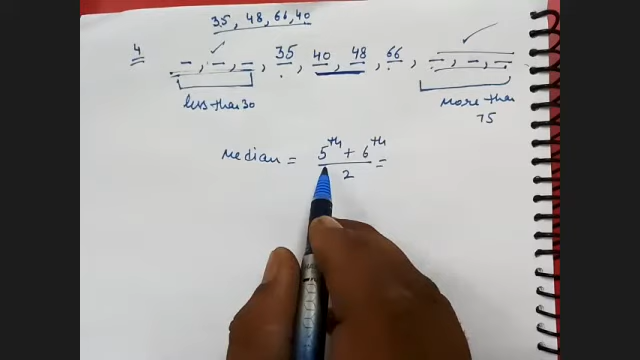 35, 48, 66, 40
4 _, _, _, 35, 40, 48, 66, _, _, _
less than 30 more than
75
median = 5th + 6th =
2